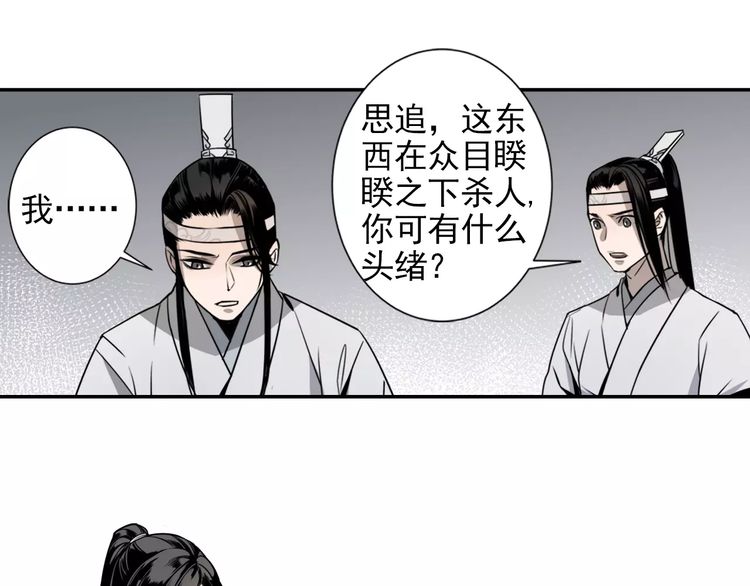 思追，这东
西在众目睽
睽之下杀人，
你可有什么
头绪？
我……